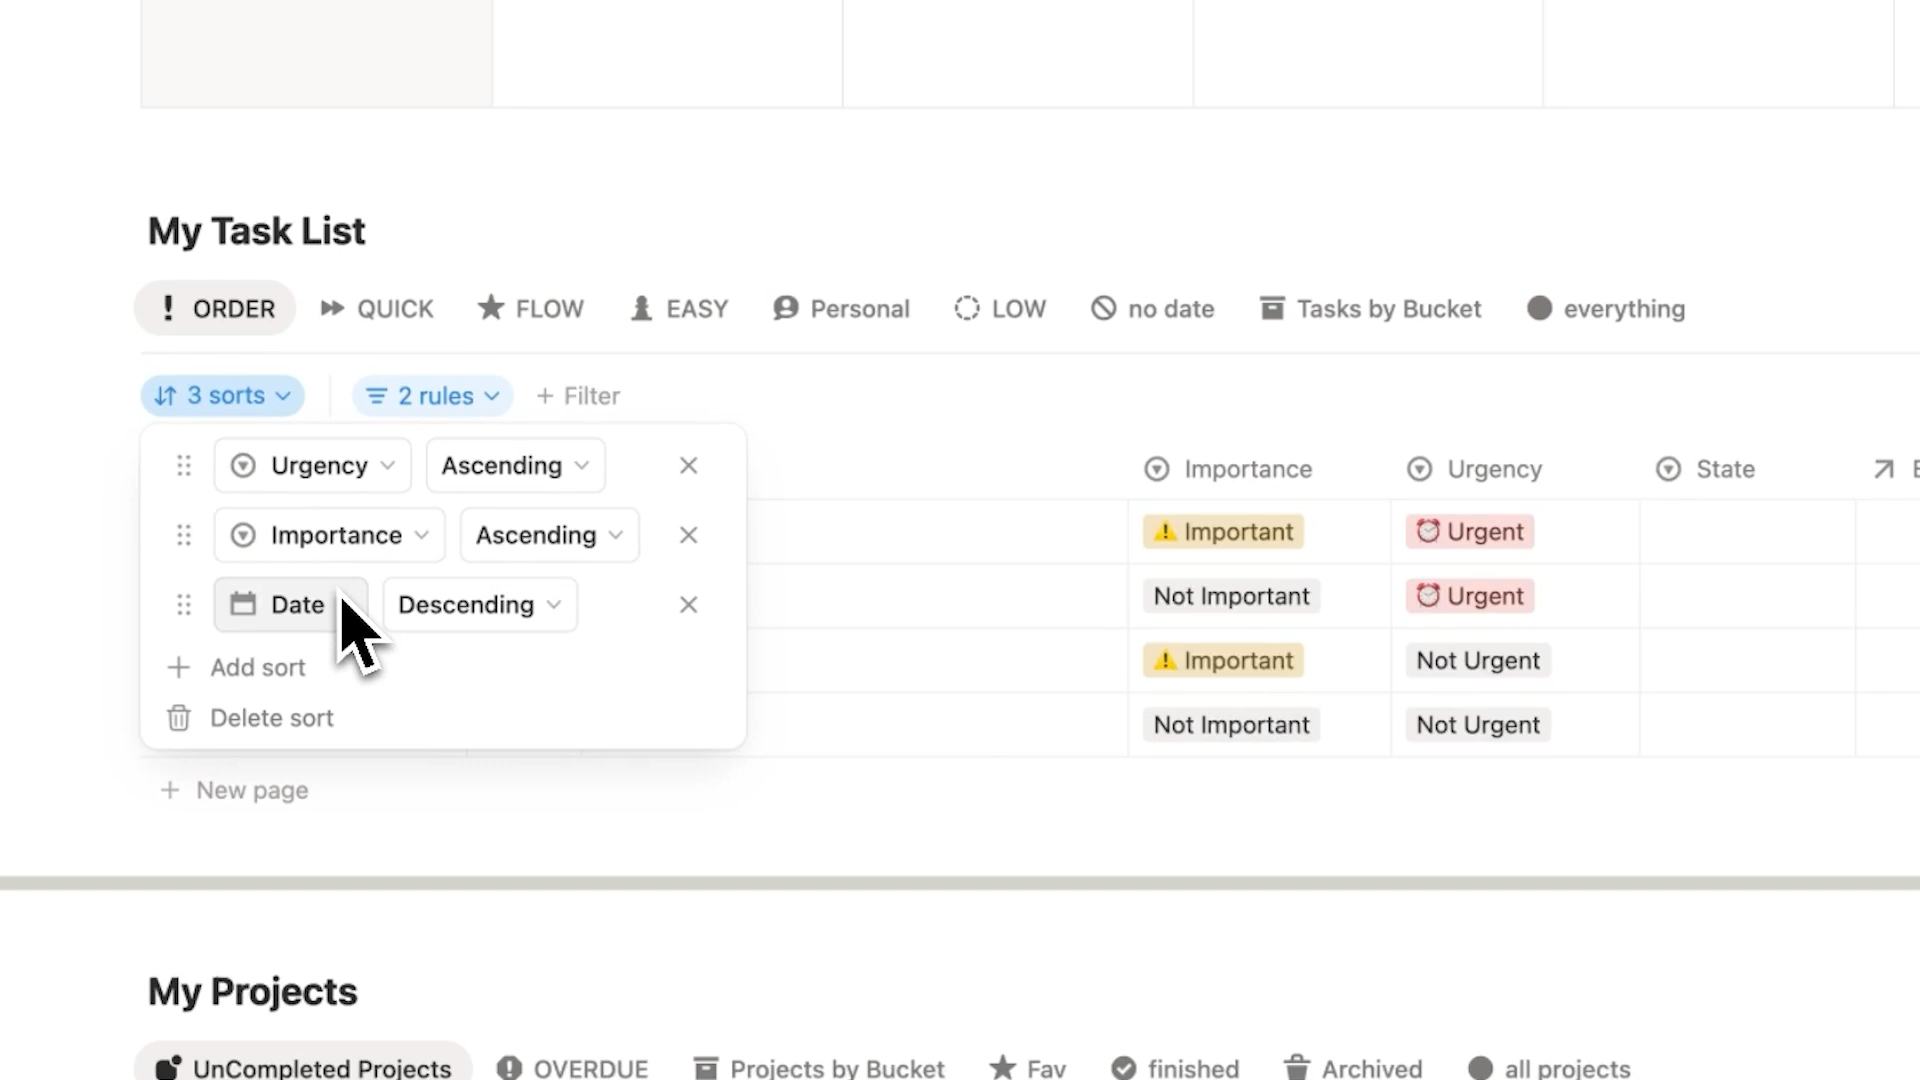 My Task List
ORDER QUICK FLOW EASY Personal LOW no date Tasks by Bucket everything
3 sorts 2 rules + Filter
Urgency Ascending
Importance Ascending
Date Descending
+ Add sort
Delete sort
Importance Urgency State
Important Urgent
Not Important Urgent
Important Not Urgent
Not Important Not Urgent
+ New page
My Projects
UnCompleted Projects OVERDUE Projects by Bucket Fav finished Archived all projects